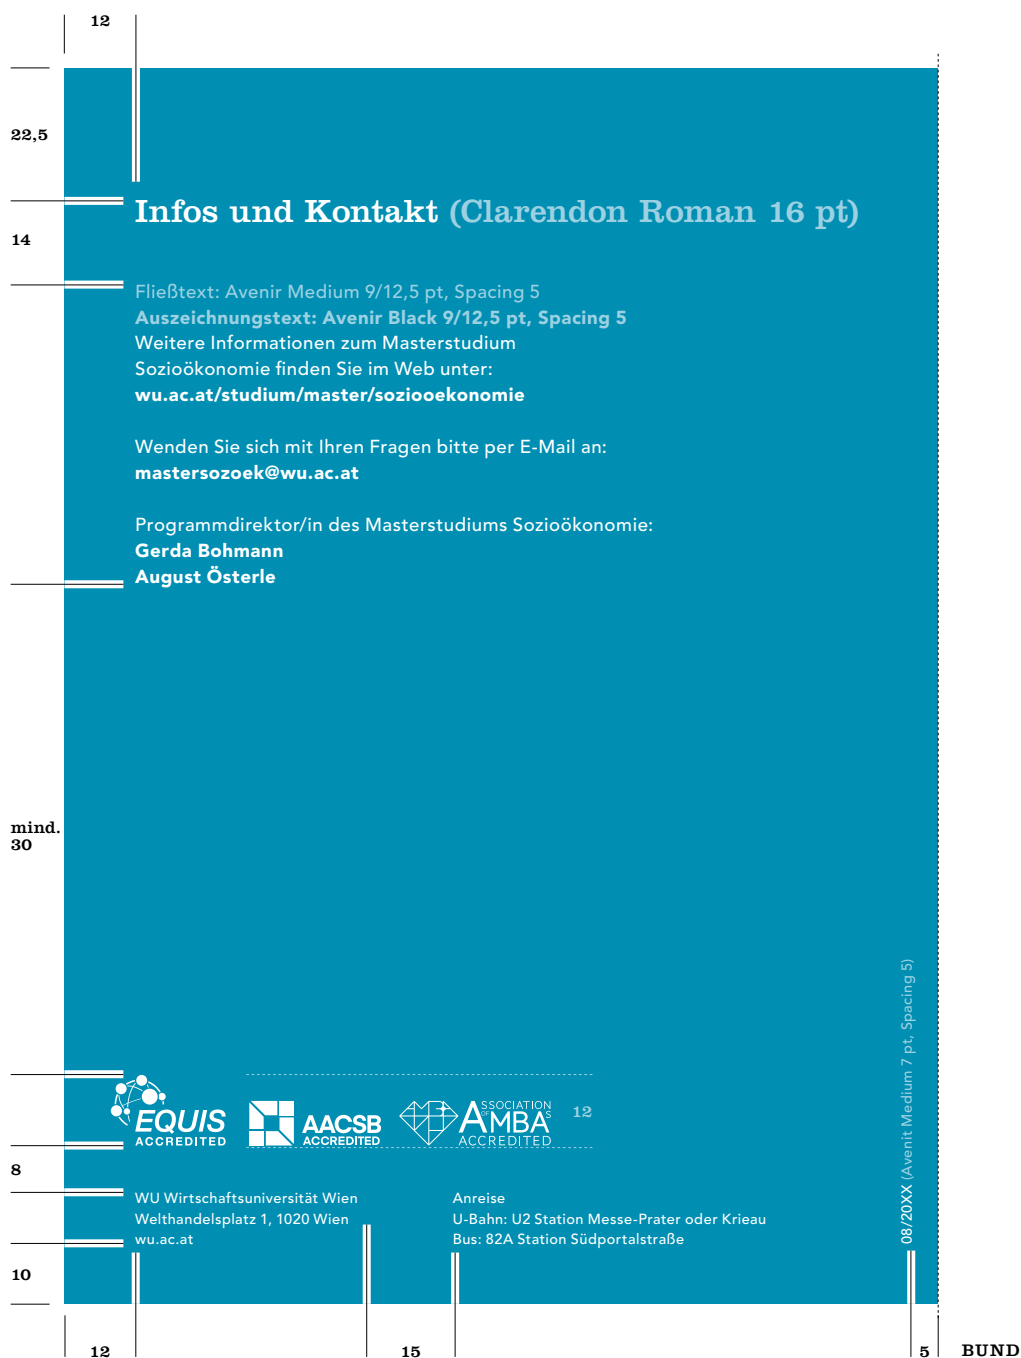 12
22,5
Infos und Kontakt (Clarendon Roman 16 pt)
14
Fließtext: Avenir Medium 9/12,5 pt, Spacing 5
Auszeichnungstext: Avenir Black 9/12,5 pt, Spacing 5
Weitere Informationen zum Masterstudium
Sozioökonomie finden Sie im Web unter:
wu.ac.at/studium/master/soziooekonomie
Wenden Sie sich mit Ihren Fragen bitte per E-Mail an:
mastersozoek@wu.ac.at
Programmdirektor/in des Masterstudiums Sozioökonomie:
Gerda Bohmann
August Österle
mind.
30
08/20XX (Avenit Medium 7 pt, Spacing 5)
EQUIS
ACCREDITED
AACSB
ACCREDITED
ASSOCIATION
OF AMBAS
ACCREDITED
12
8
WU Wirtschaftsuniversität Wien
Welthandelsplatz 1, 1020 Wien
wu.ac.at
Anreise
U-Bahn: U2 Station Messe-Prater oder Krieau
Bus: 82A Station Südportalstraße
10
12
15
5
BUND